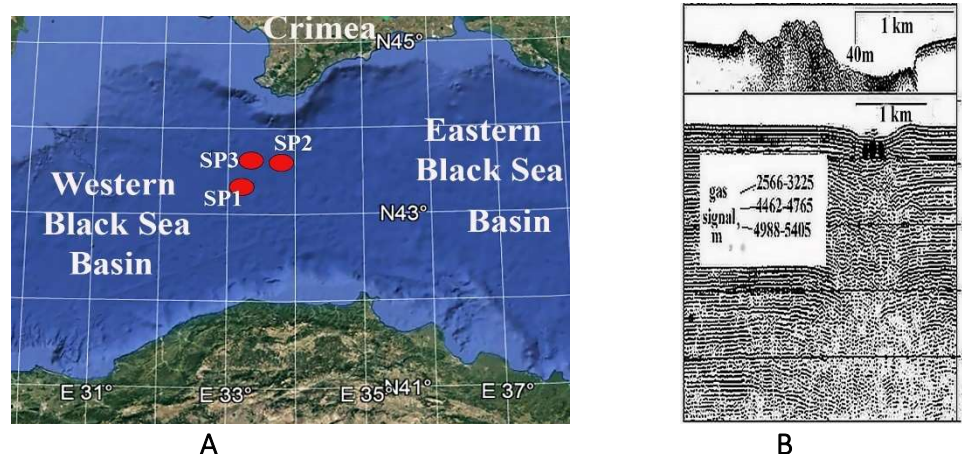 Crimea
N45°
SP2
SP3
SP1
Eastern
Black Sea
Basin
Western
Black Sea
Basin
N43°
E 31°
E 33°
E 35°
N41°
E 37°
A
1 km
40m
1 km
gas
signal,
m
2566-3225
4462-4765
4988-5405
B